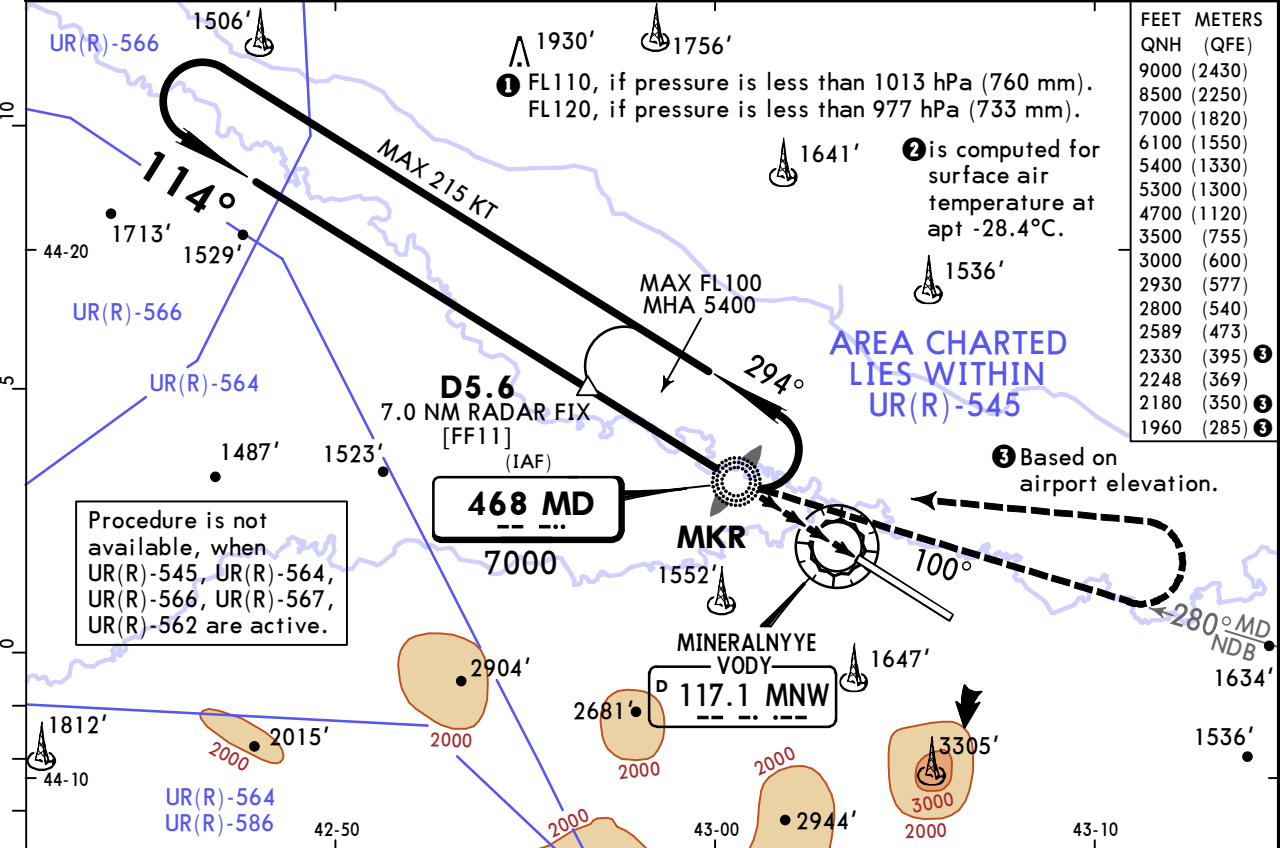 1506'
UR(R)-566
1930'
1756'
❶ FL110, if pressure is less than 1013 hPa (760 mm).
FL120, if pressure is less than 977 hPa (733 mm).
FEET METERS
QNH (QFE)
9000 (2430)
8500 (2250)
7000 (1820)
6100 (1550)
5400 (1330)
5300 (1300)
4700 (1120)
3500 (755)
3000 (600)
2930 (577)
2800 (540)
2589 (473)
2330 (395) ❸
2248 (369)
2180 (350) ❸
1960 (285) ❸
10
MAX 215 KT
114°
1641'
❷ is computed for
surface air
temperature at
apt -28.4°C.
1713'
1529'
44-20
1536'
MAX FL100
MHA 5400
UR(R)-566
AREA CHARTED
LIES WITHIN
UR(R)-545
294°
5
UR(R)-564
D5.6
7.0 NM RADAR FIX
[FF11]
(IAF)
468 MD
7000
1487'
1523'
❸ Based on
airport elevation.
Procedure is not
available, when
UR(R)-545, UR(R)-564,
UR(R)-566, UR(R)-567,
UR(R)-562 are active.
MKR
1552'
100°
280° MD
NDB
0
MINERALNYYE
VODY
D 117.1 MNW
1647'
1634'
2904'
2000
2681'
2000
1812'
2015'
2000
3305'
3000
2000
1536'
44-10
2000
2944'
UR(R)-564
UR(R)-586
2000
42-50
43-00
43-10